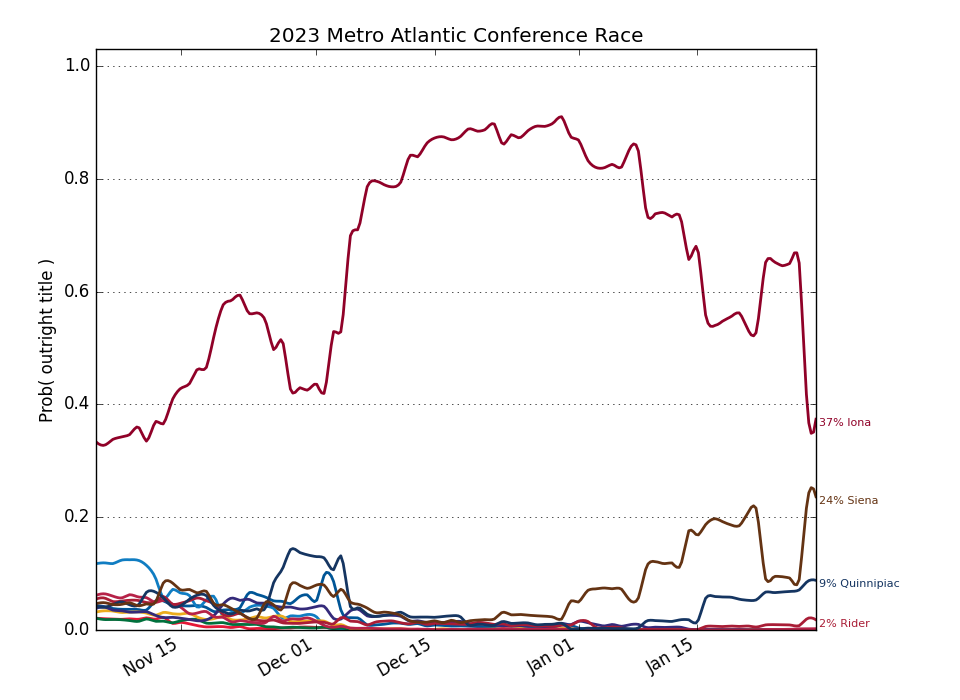 2023 Metro Atlantic Conference Race
1.0
0.8
0.6
0.4
0.2
0.0
Prob( outright title )
37% Iona
24% Siena
9% Quinnpiac
2% Rider
Nov 15
Dec 01
Dec 15
Jan 01
Jan 15